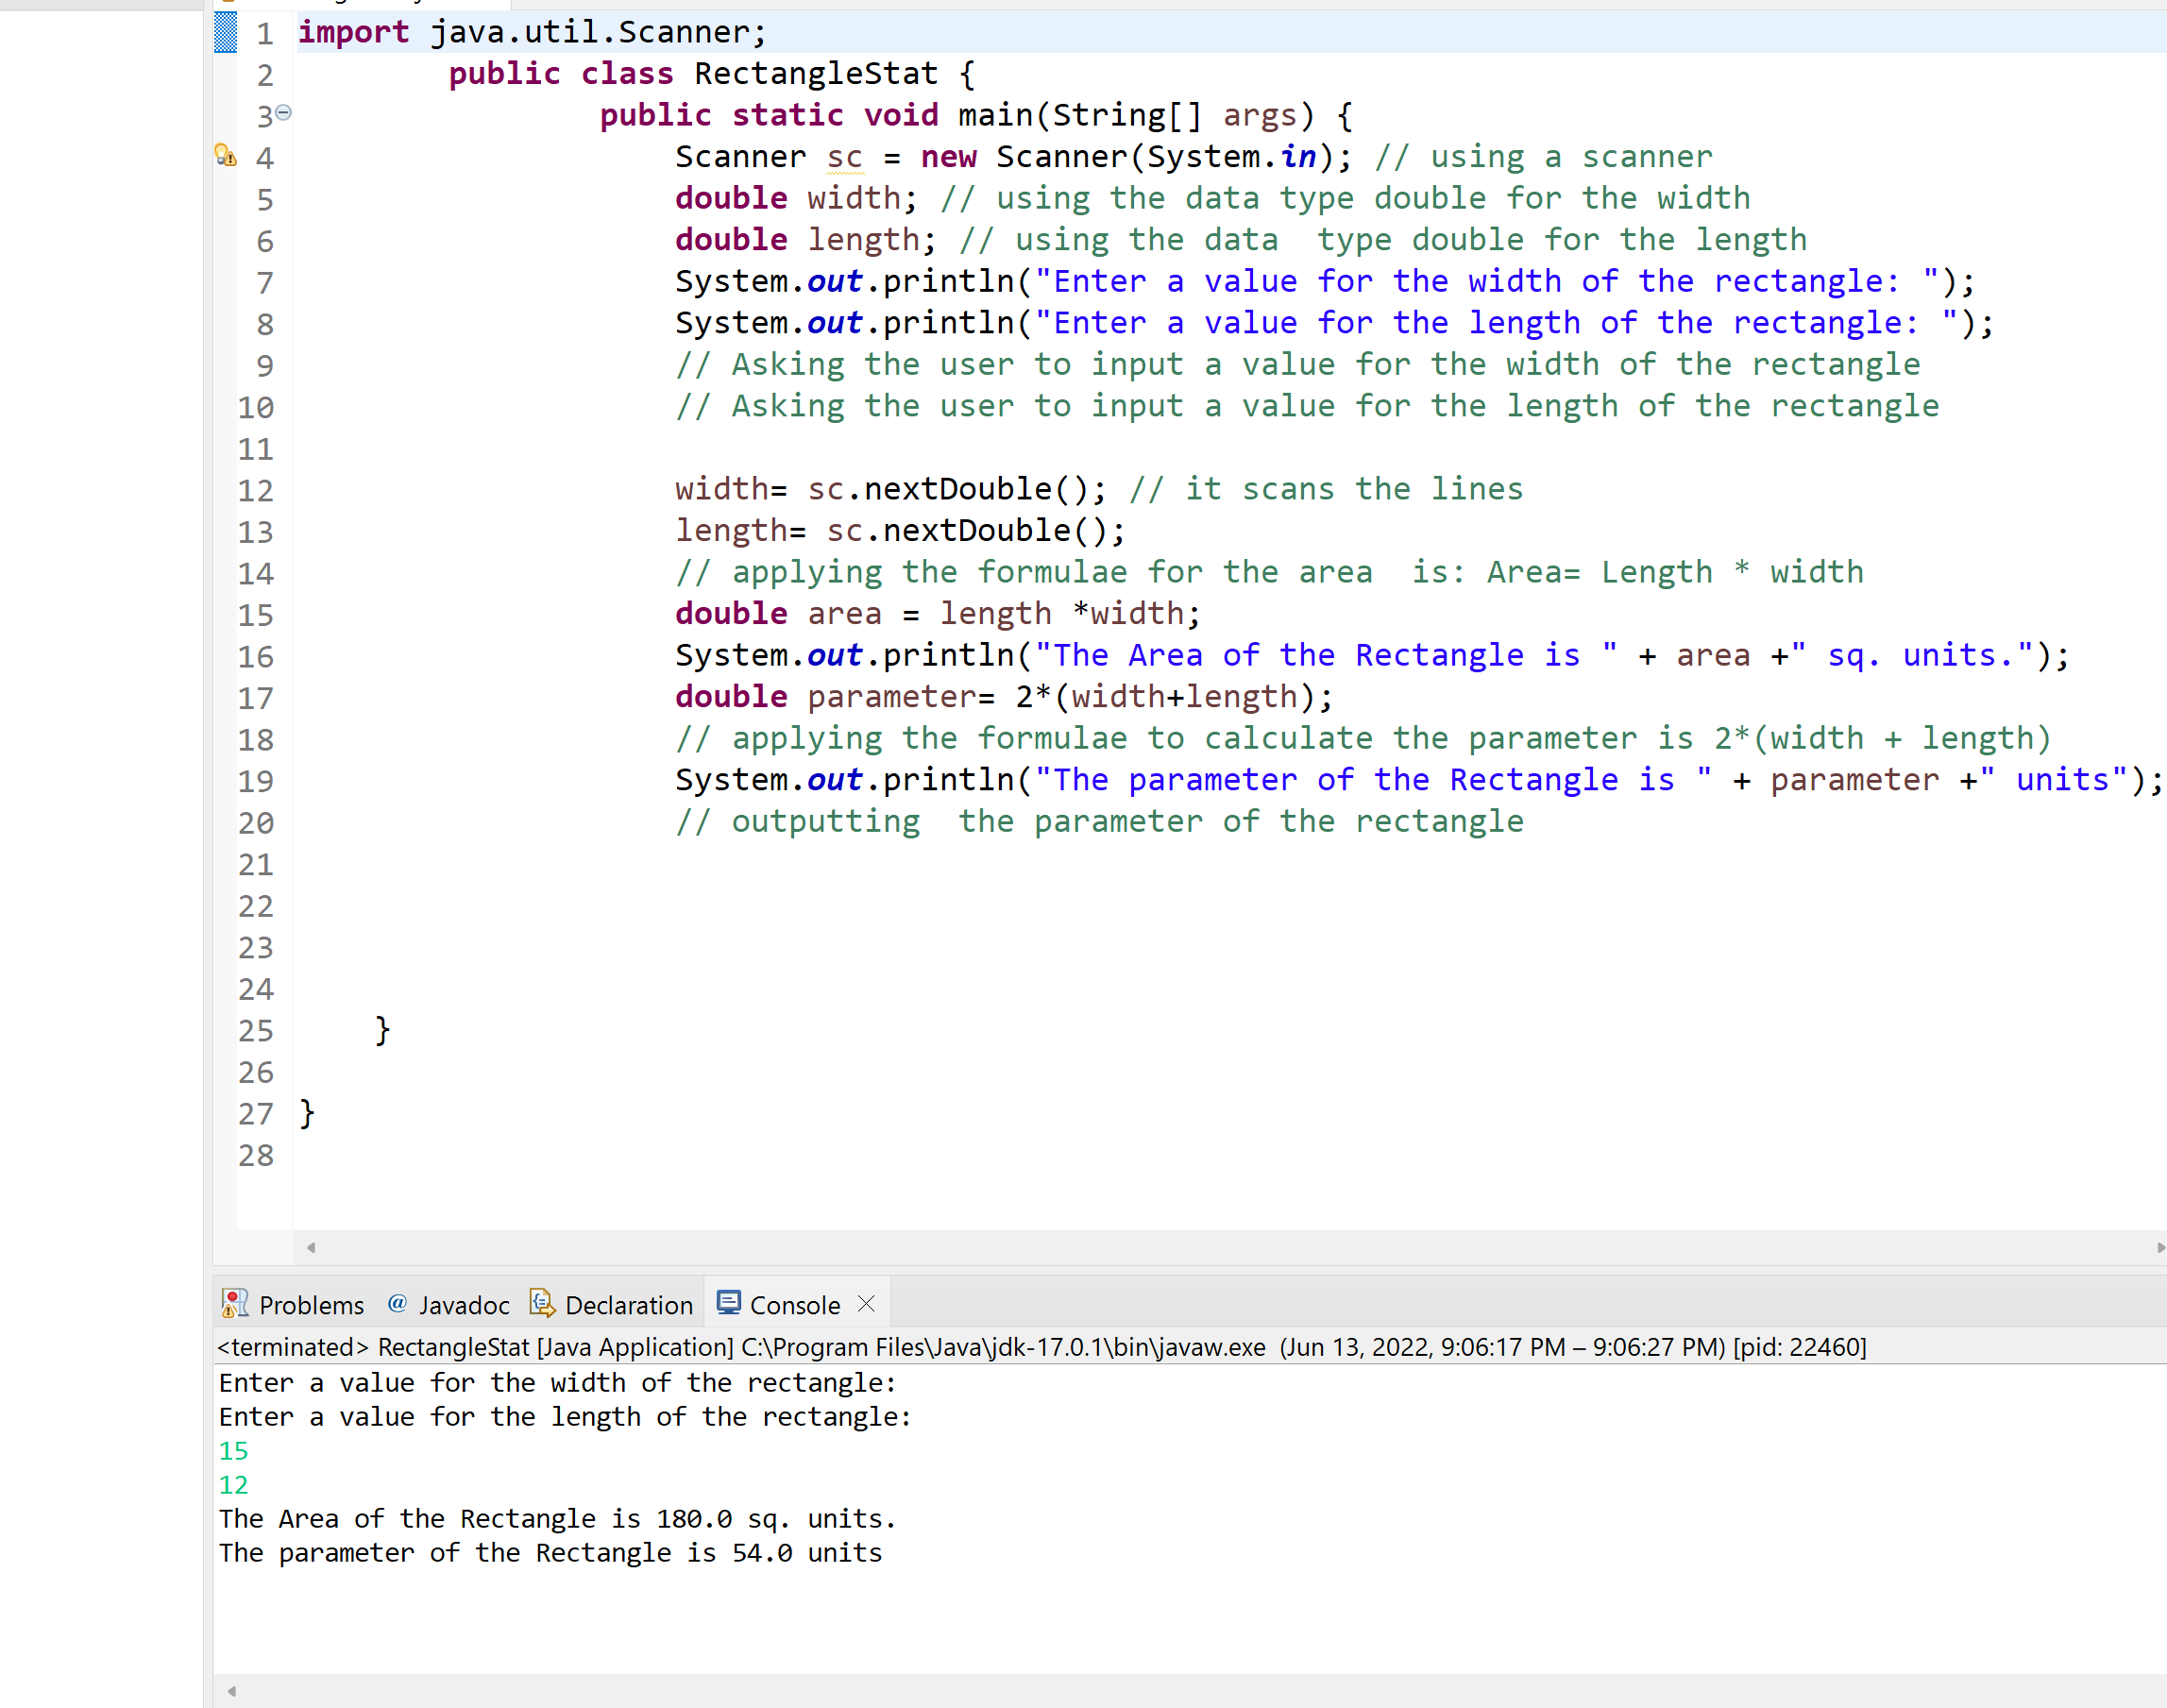 1 import java.util.Scanner;
2 public class RectangleStat {
3 public static void main(String[] args) {
4 Scanner sc = new Scanner(System.in); // using a scanner
5 double width; // using the data type double for the width
6 double length; // using the data  type double for the length
7 System.out.println("Enter a value for the width of the rectangle: ");
8 System.out.println("Enter a value for the length of the rectangle: ");
9 // Asking the user to input a value for the width of the rectangle
10 // Asking the user to input a value for the length of the rectangle
11
12 width= sc.nextDouble(); // it scans the lines
13 length= sc.nextDouble();
14 // applying the formulae for the area  is: Area= Length * width
15 double area = length *width;
16 System.out.println("The Area of the Rectangle is " + area +" sq. units.");
17 double parameter= 2*(width+length);
18 // applying the formulae to calculate the parameter is 2*(width + length)
19 System.out.println("The parameter of the Rectangle is " + parameter +" units");
20 // outputting  the parameter of the rectangle
21
22
23
24
25 }
26
27 }
28
Problems @ Javadoc Declaration Console
<terminated> RectangleStat [Java Application] C:\Program Files\Java\jdk-17.0.1\bin\javaw.exe (Jun 13, 2022, 9:06:17 PM – 9:06:27 PM) [pid: 22460]
Enter a value for the width of the rectangle:
Enter a value for the length of the rectangle:
15
12
The Area of the Rectangle is 180.0 sq. units.
The parameter of the Rectangle is 54.0 units